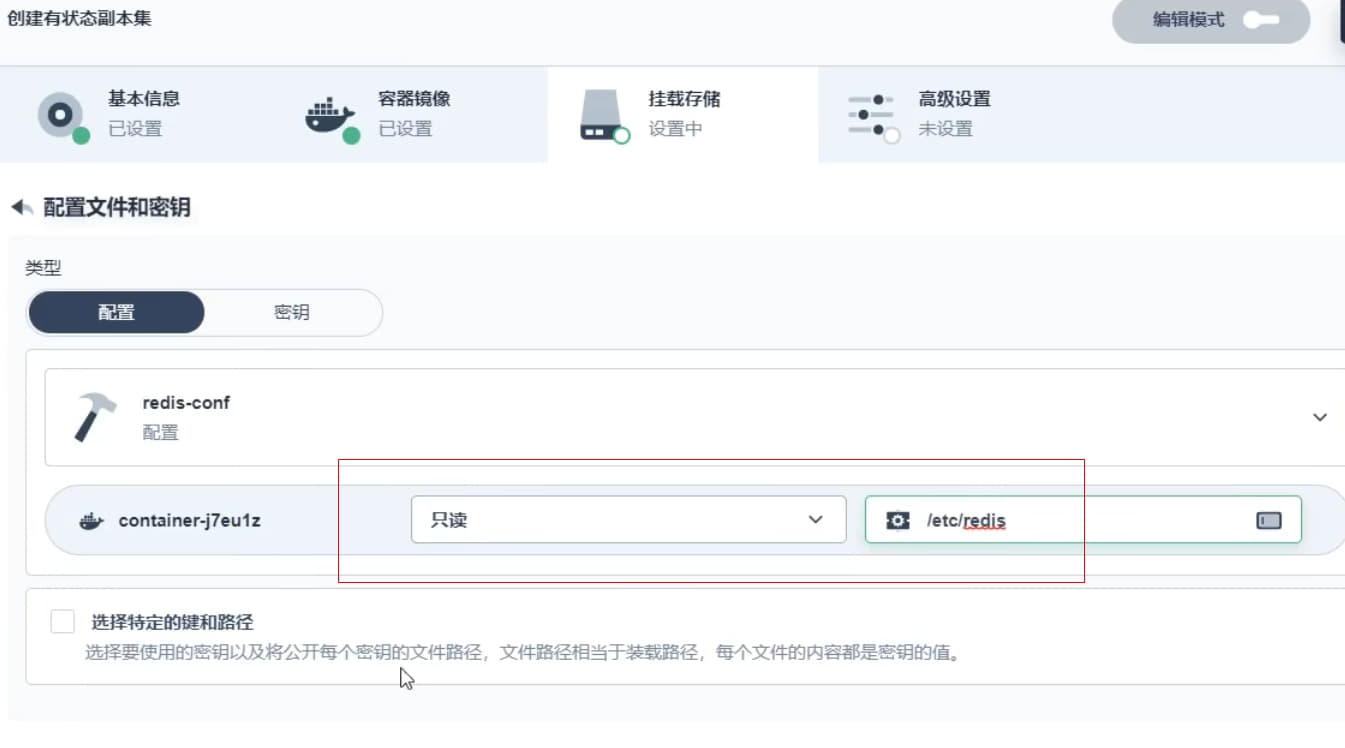 创建有状态副本集
编辑模式
基本信息
已设置
容器镜像
已设置
挂载存储
设置中
高级设置
未设置
配置文件和密钥
类型
配置
密钥
redis-conf
配置
container-j7eu1z
只读
/etc/redis
选择特定的键和路径
选择要使用的密钥以及将公开每个密钥的文件路径，文件路径相当于装载路径，每个文件的内容都是密钥的值。